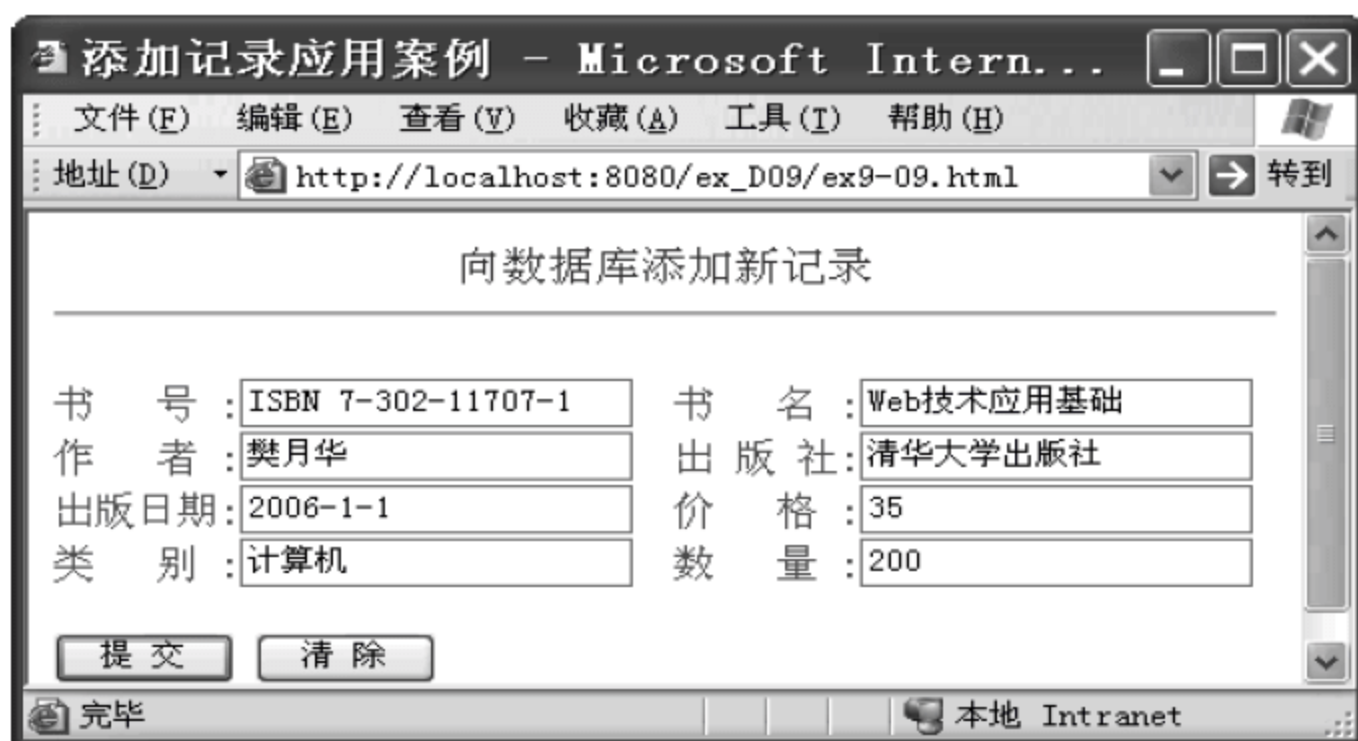 添加记录应用案例 - Microsoft Intern...
文件(F) 编辑(E) 查看(V) 收藏(A) 工具(T) 帮助(H)
地址(D) http://localhost:8080/ex_D09/ex9-09.html 转到
向数据库添加新记录
书 号:ISBN 7-302-11707-1 书 名:Web技术应用基础
作 者:樊月华 出 版 社:清华大学出版社
出版日期:2006-1-1 价 格:35
类 别:计算机 数 量:200
提 交 清 除
完毕 本地 Intranet